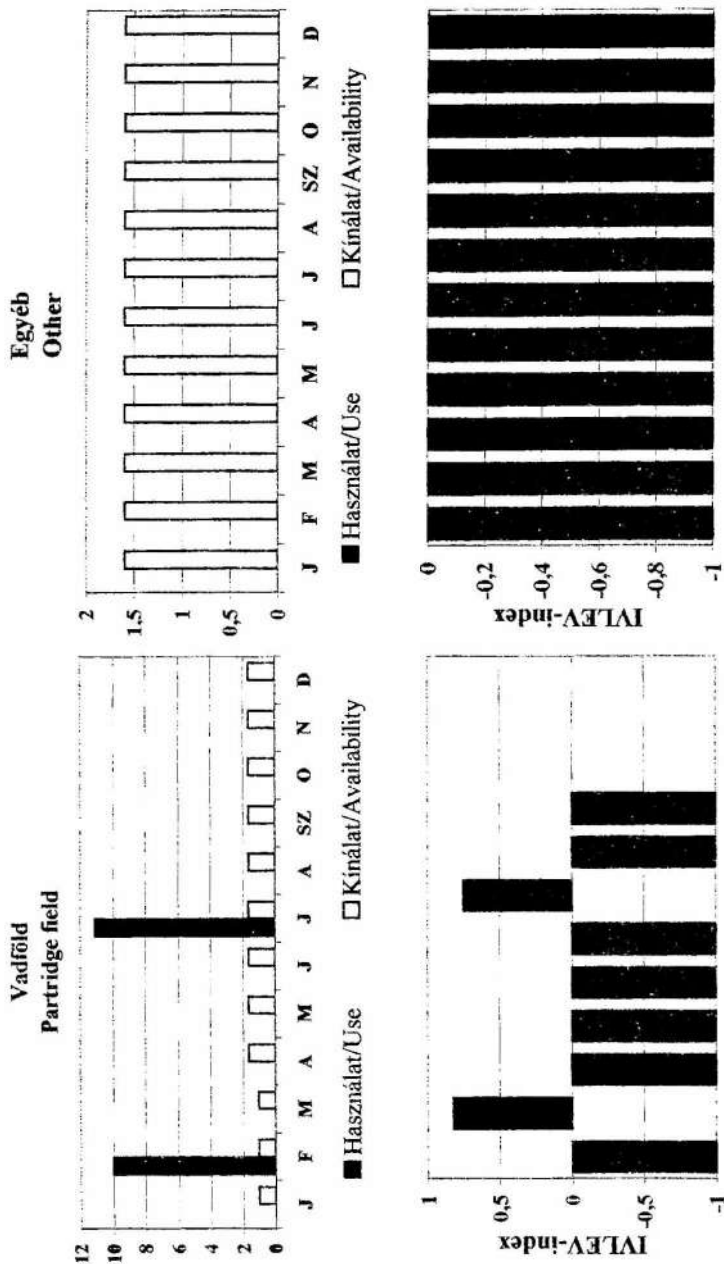 Vadföld
Partridge field
12
10
8
6
4
2
0
J F M A M J J A SZ O N D
Használat/Use Kínálat/Availability
IVLEV-index
1
0,5
0
-0,5
-1
Egyéb
Other
2
1,5
1
0,5
0
J F M A M J J A SZ O N D
Használat/Use Kínálat/Availability
IVLEV-index
0
-0,2
-0,4
-0,6
-0,8
-1